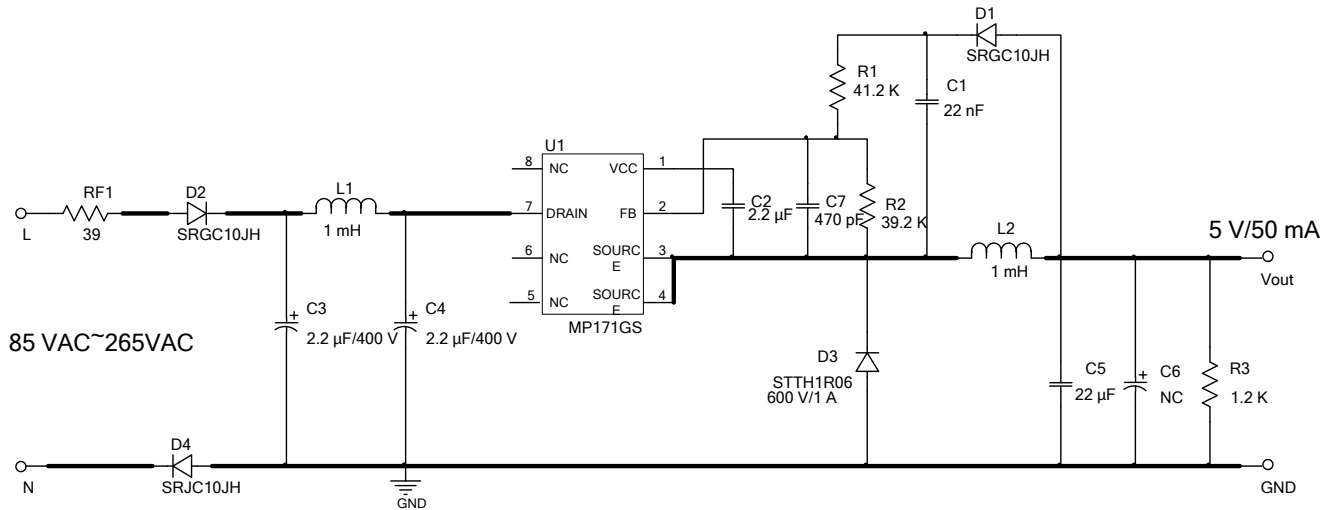 D1
SRGC10JH
R1
41.2 K
C1
22 nF
U1
8
NC
VCC
1
7
DRAIN
FB
2
6
NC
SOURC
E
3
5
NC
SOURC
E
4
MP171GS
C2
2.2 µF
C7
470 pF
R2
39.2 K
RF1
39
L
D2
SRGC10JH
L1
1 mH
L2
1 mH
5 V/50 mA
Vout
C3
2.2 µF/400 V
C4
2.2 µF/400 V
85 VAC~265VAC
D3
STTH1R06
600 V/1 A
C5
22 µF
C6
NC
R3
1.2 K
D4
SRJC10JH
N
GND
GND